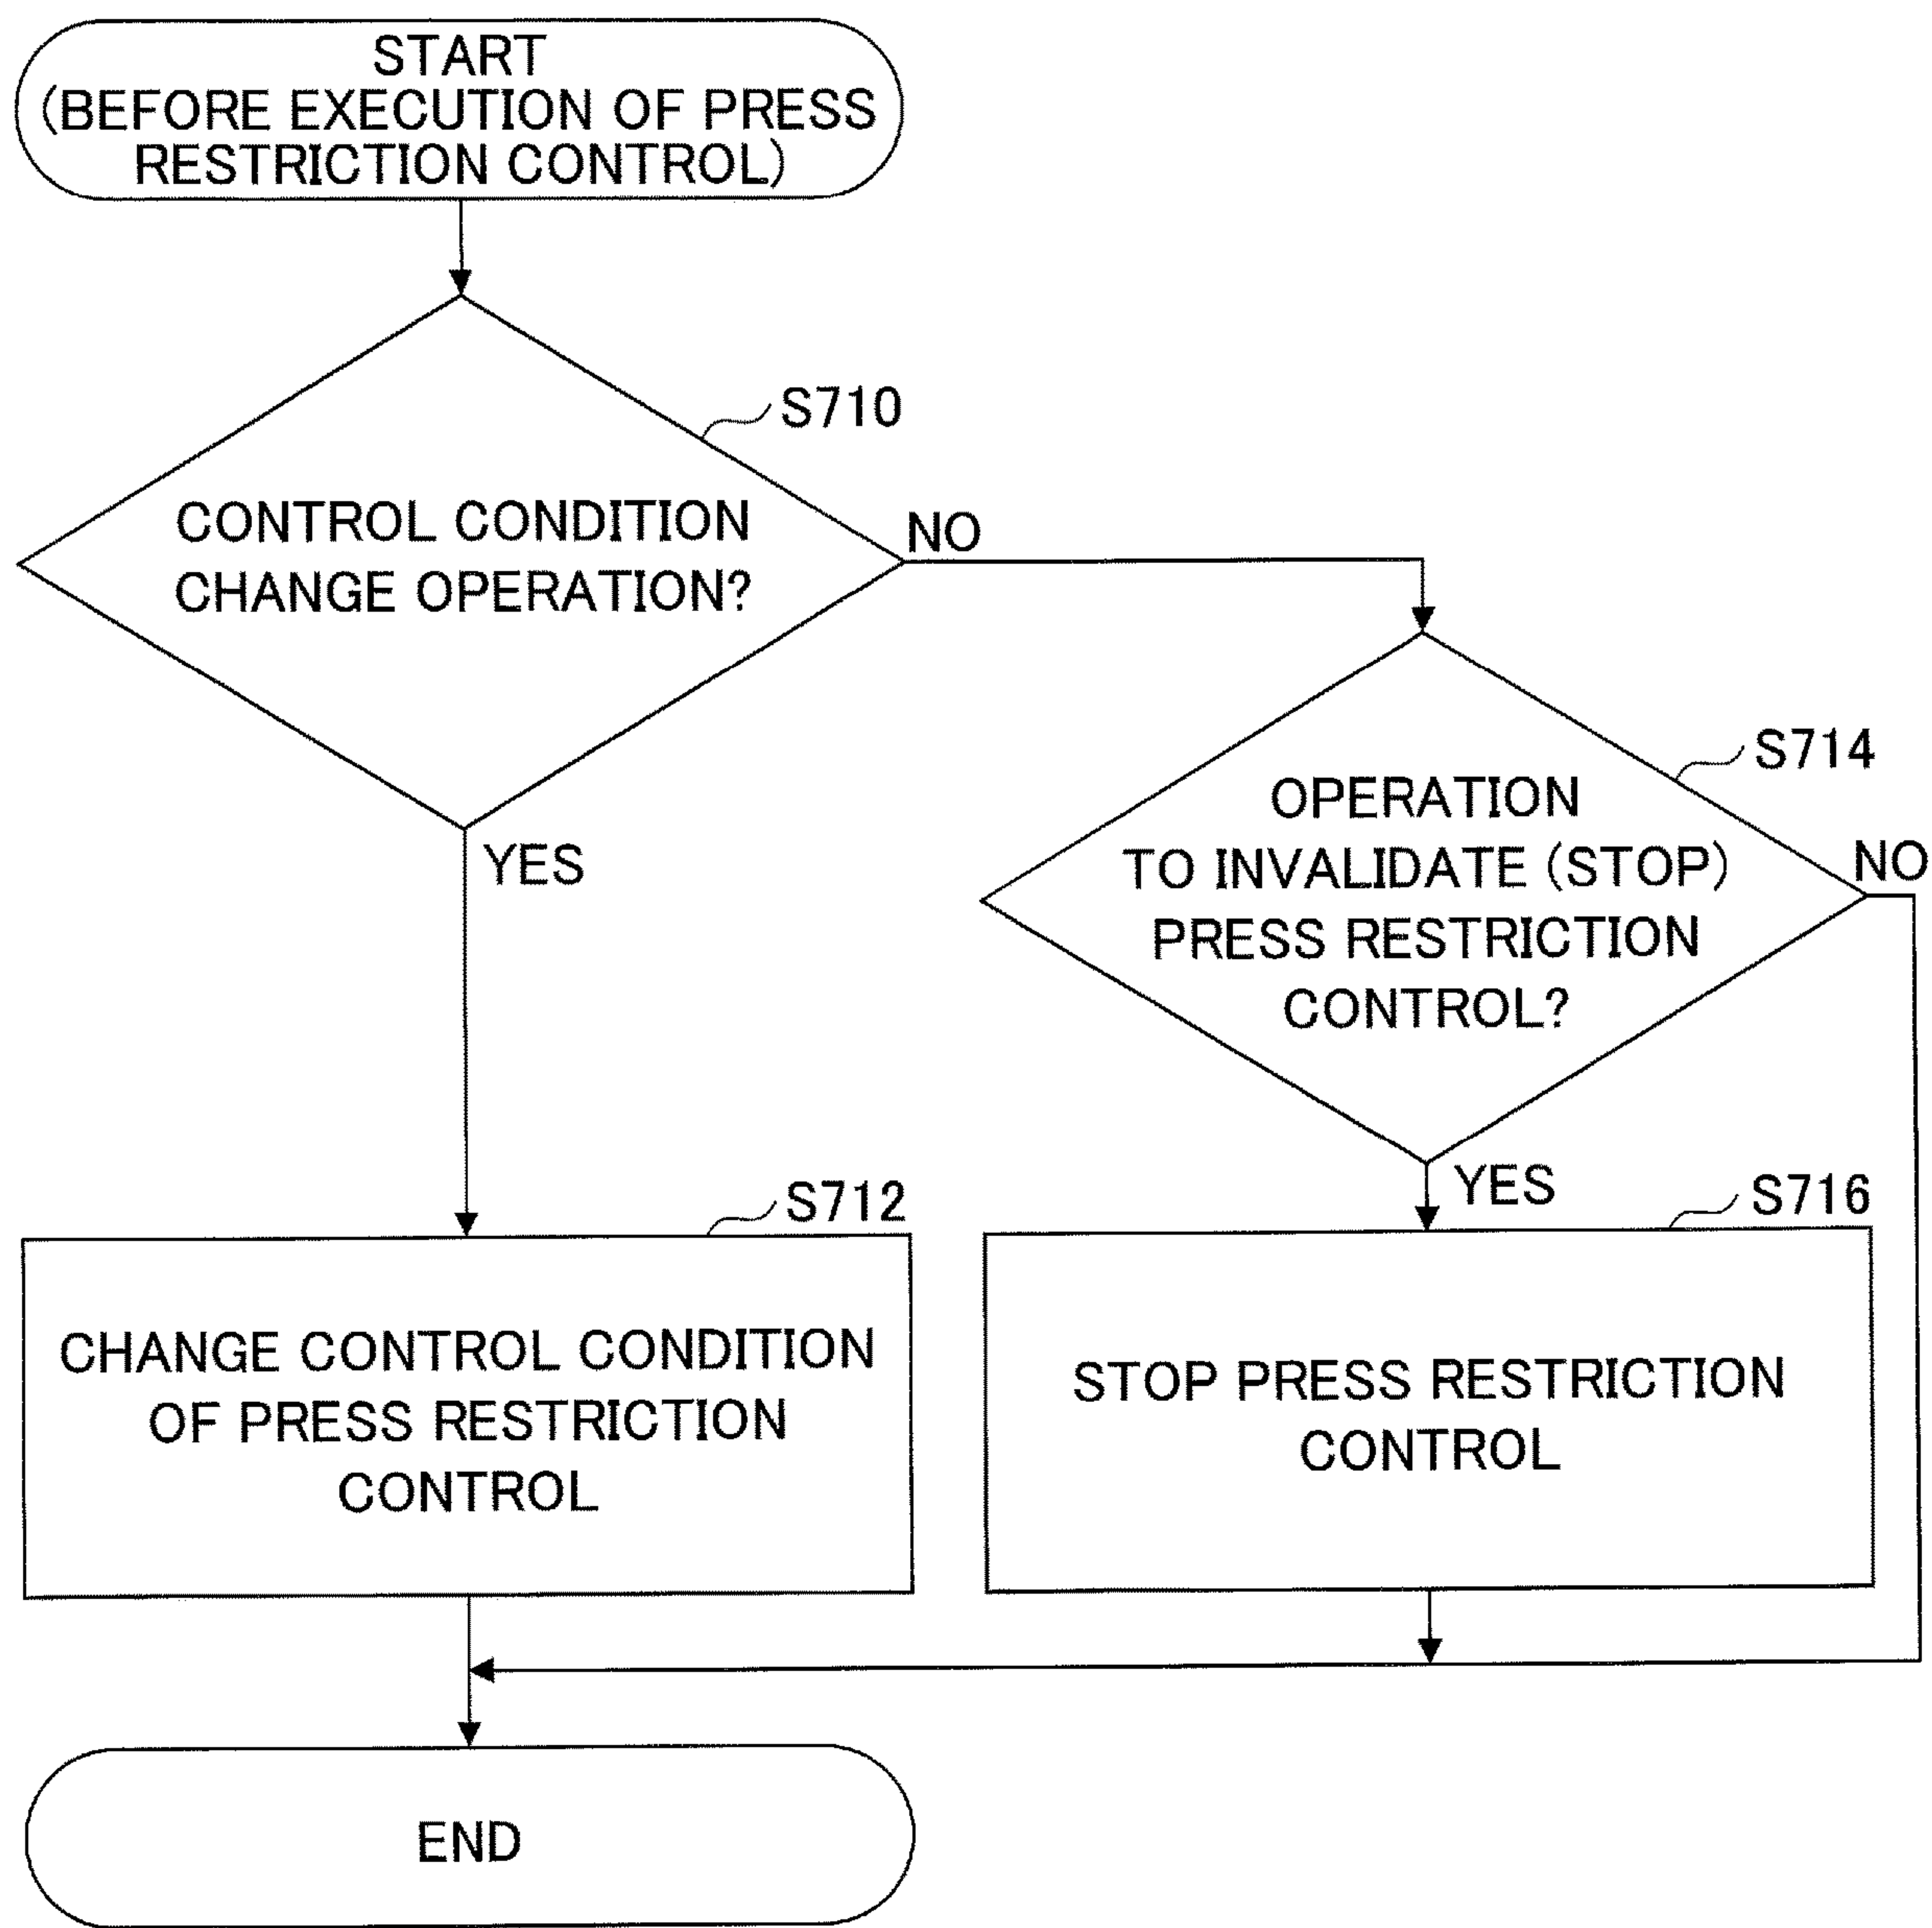 START
(BEFORE EXECUTION OF PRESS
RESTRICTION CONTROL)
S710
CONTROL CONDITION
CHANGE OPERATION?
NO
YES
S714
OPERATION
TO INVALIDATE (STOP)
PRESS RESTRICTION
CONTROL?
NO
YES
S712
CHANGE CONTROL CONDITION
OF PRESS RESTRICTION
CONTROL
S716
STOP PRESS RESTRICTION
CONTROL
END